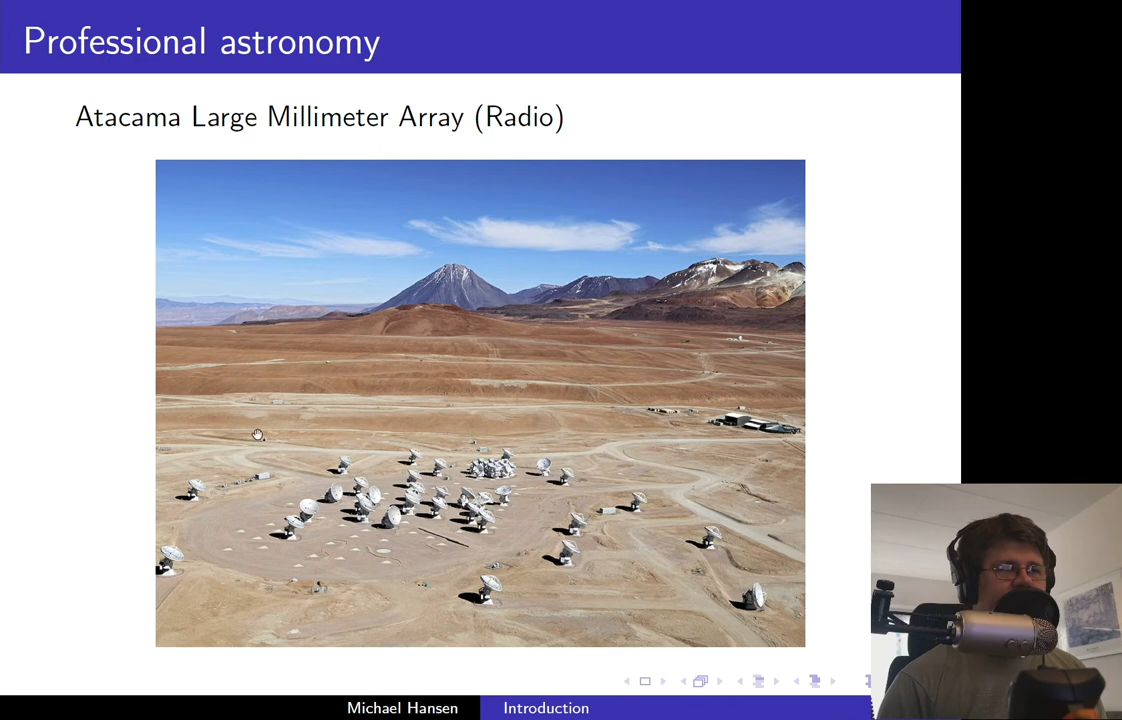 Professional astronomy
Atacama Large Millimeter Array (Radio)
Michael Hansen
Introduction